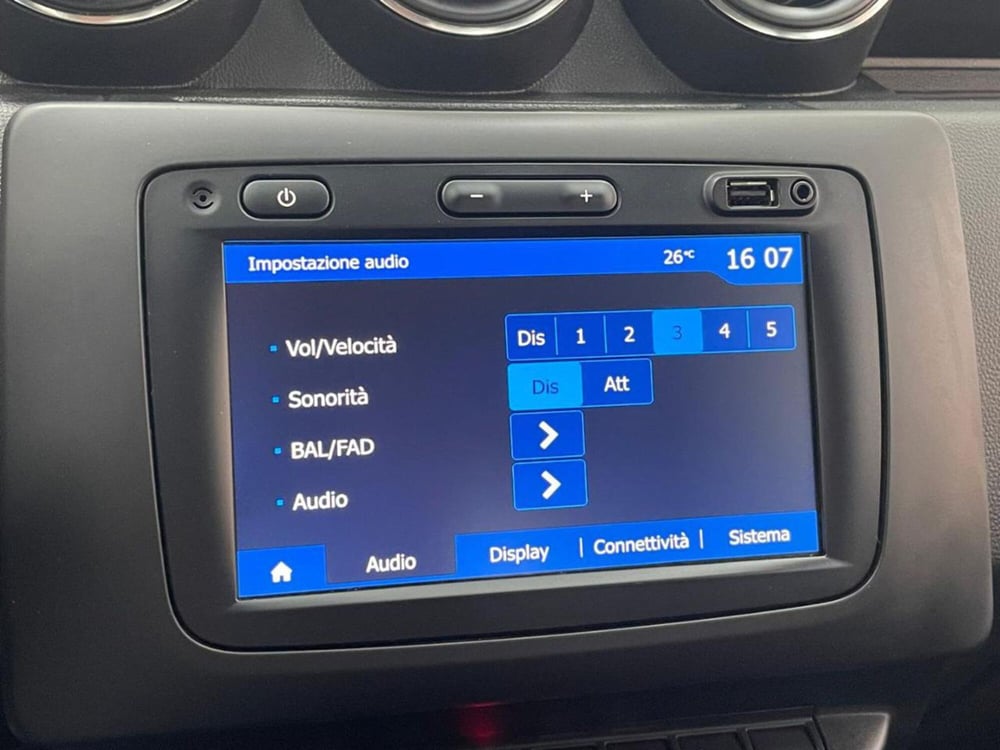 Impostazione audio 26°C 16 07
Vol/Velocità Dis 1 2 3 4 5
Sonorità Dis Att
BAL/FAD
Audio
Audio Display | Connettività | Sistema